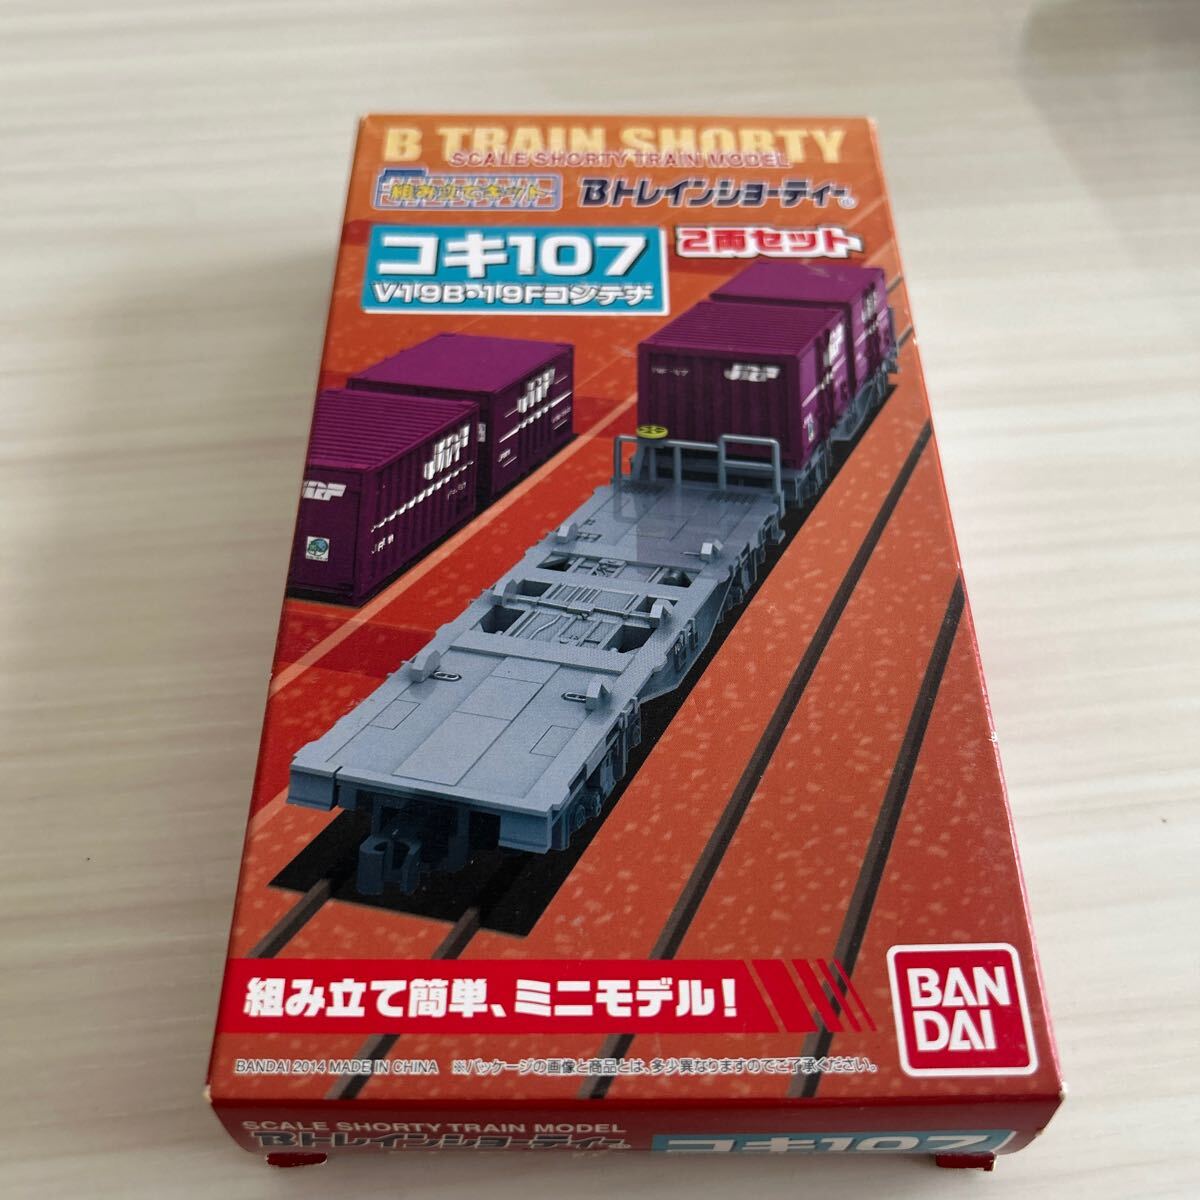 B TRAIN SHORTY
SCALE SHORTY TRAIN MODEL
組み立てキット Bトレインショーティー®
コキ107 2両セット
V19B・19Fコンテナ
JRF
組み立て簡単、ミニモデル!
BAN
DAI
BANDAI 2014 MADE IN CHINA ※パッケージの画像と商品とは、多少異なりますのでご了承ください。
SCALE SHORTY TRAIN MODEL
Bトレインショーティー® コキ107